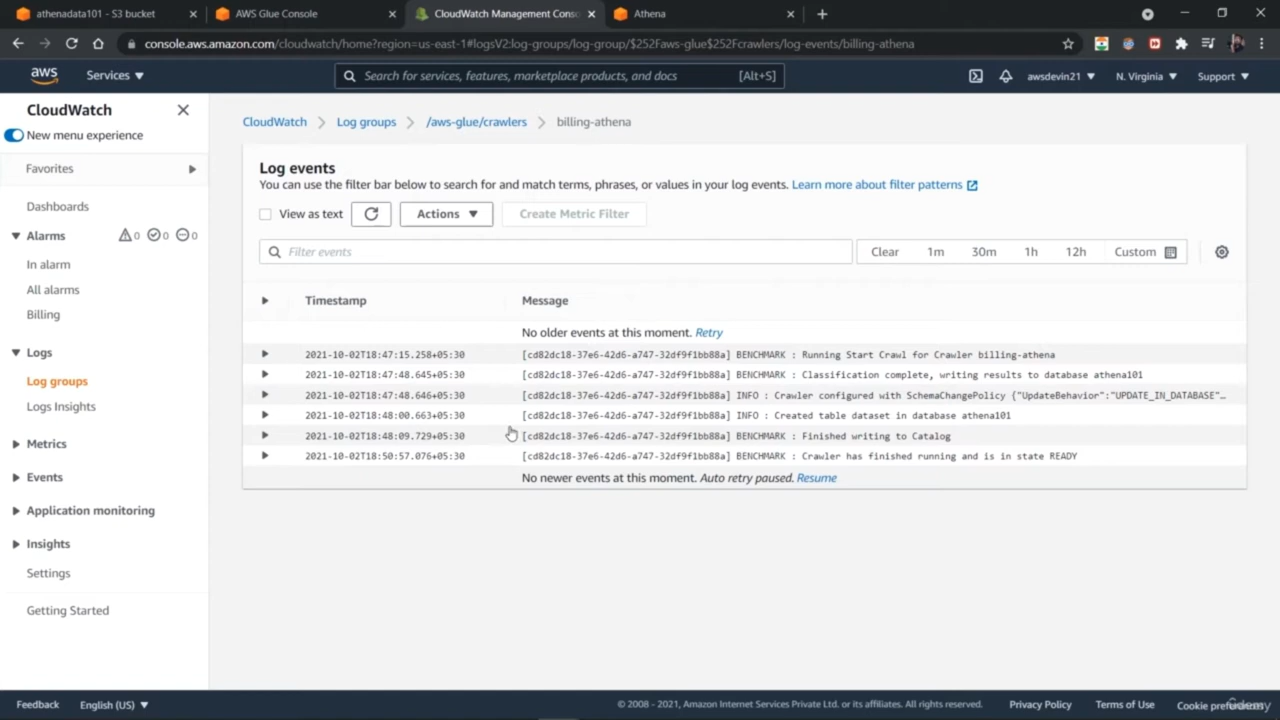 athenadata101 - S3 bucket
AWS Glue Console
CloudWatch Management Conso
Athena
console.aws.amazon.com/cloudwatch/home?region=us-east-1#logsV2:log-groups/log-group/$252Faws-glue$252Fcrawlers/log-events/billing-athena
aws
Services
Search for services, features, marketplace products, and docs
[Alt+S]
awsdevin21
N. Virginia
Support
CloudWatch
New menu experience
Favorites
Dashboards
Alarms
0
0
0
In alarm
All alarms
Billing
Logs
Log groups
Logs Insights
Metrics
Events
Application monitoring
Insights
Settings
Getting Started
CloudWatch
Log groups
/aws-glue/crawlers
billing-athena
Log events
You can use the filter bar below to search for and match terms, phrases, or values in your log events. Learn more about filter patterns
View as text
Actions
Create Metric Filter
Filter events
Clear
1m
30m
1h
12h
Custom
Timestamp
Message
No older events at this moment. Retry
2021-10-02T18:47:15.258+05:30 [cd82dc18-37e6-42d6-a747-32df9f1bb88a] BENCHMARK : Running Start Crawl for Crawler billing-athena
2021-10-02T18:47:48.645+05:30 [cd82dc18-37e6-42d6-a747-32df9f1bb88a] BENCHMARK : Classification complete, writing results to database athena101
2021-10-02T18:47:48.646+05:30 [cd82dc18-37e6-42d6-a747-32df9f1bb88a] INFO : Crawler configured with SchemaChangePolicy {"UpdateBehavior":"UPDATE_IN_DATABASE"…
2021-10-02T18:48:00.663+05:30 [cd82dc18-37e6-42d6-a747-32df9f1bb88a] INFO : Created table dataset in database athena101
2021-10-02T18:48:09.729+05:30 [cd82dc18-37e6-42d6-a747-32df9f1bb88a] BENCHMARK : Finished writing to Catalog
2021-10-02T18:50:57.076+05:30 [cd82dc18-37e6-42d6-a747-32df9f1bb88a] BENCHMARK : Crawler has finished running and is in state READY
No newer events at this moment. Auto retry paused. Resume
Feedback
English (US)
© 2008 - 2021, Amazon Internet Services Private Ltd. or its affiliates. All rights reserved.
Privacy Policy
Terms of Use
Cookie preferences
Udemy